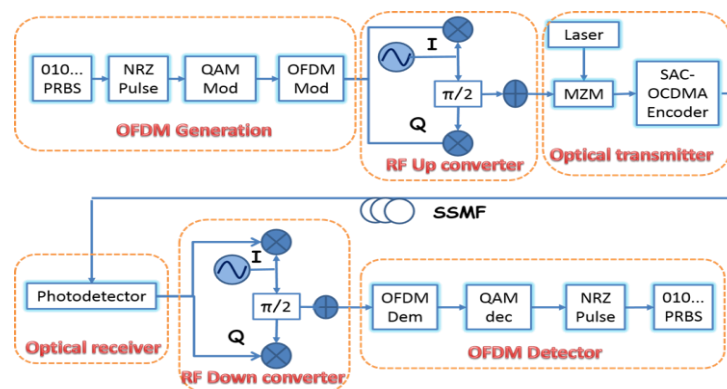 010...
PRBS
NRZ
Pulse
QAM
Mod
OFDM
Mod
OFDM Generation
I
π/2
Q
RF Up converter
Laser
MZM
SAC-
OCDMA
Encoder
Optical transmitter
SSMF
Photodetector
Optical receiver
I
π/2
Q
RF Down converter
OFDM
Dem
QAM
dec
NRZ
Pulse
010...
PRBS
OFDM Detector